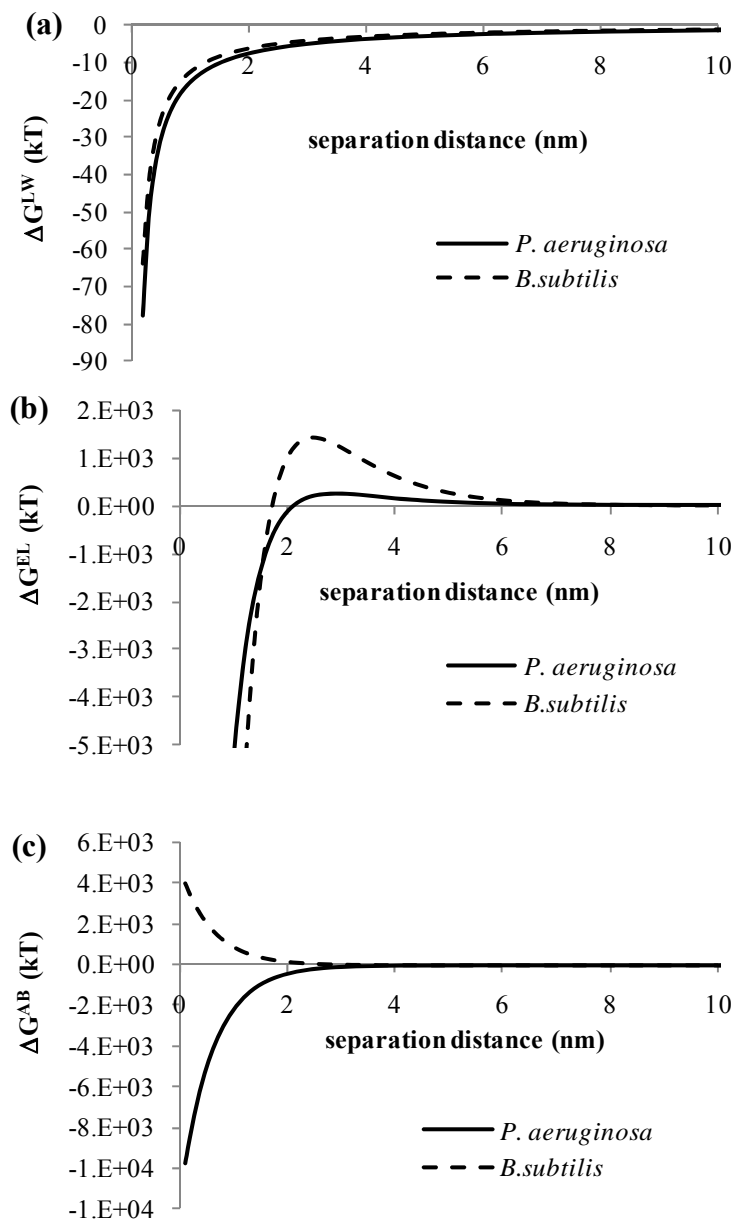 (a)
0
-10
-20
-30
-40
-50
-60
-70
-80
-90
ΔG^LW (kT)
0 2 4 6 8 10
separation distance (nm)
P. aeruginosa
B.subtilis
(b)
2.E+03
1.E+03
0.E+00
-1.E+03
-2.E+03
-3.E+03
-4.E+03
-5.E+03
ΔG^EL (kT)
0 2 4 6 8 10
separation distance (nm)
P. aeruginosa
B.subtilis
(c)
6.E+03
4.E+03
2.E+03
0.E+00
-2.E+03
-4.E+03
-6.E+03
-8.E+03
-1.E+04
-1.E+04
ΔG^AB (kT)
0 2 4 6 8 10
separation distance (nm)
P. aeruginosa
B.subtilis